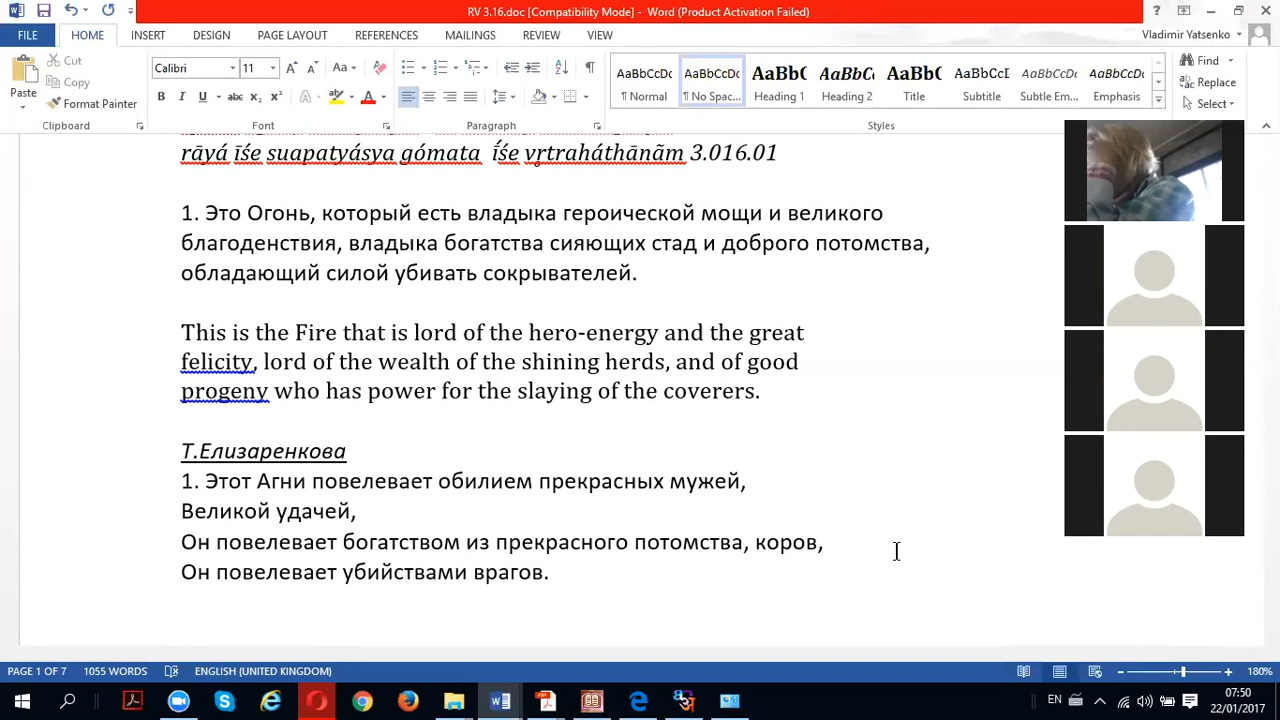 RV 3.16.doc [Compatibility Mode] - Word (Product Activation Failed)
FILE HOME INSERT DESIGN PAGE LAYOUT REFERENCES MAILINGS REVIEW VIEW Vladimir Yatsenko
Cut
Copy
Format Painter
Paste
Calibri 11
Find
Replace
Select
AaBbCcDc AaBbCcDc AaBbC AaBbCc AaBbC AaBbCcI AaBbCcDc AaBbCcDc
¶ Normal ¶ No Spac... Heading 1 Heading 2 Title Subtitle Subtle Em... Emphasis
Clipboard Font Paragraph Styles Editing
rāyá īśe suapatyásya gómata ī́śe vr̥traháthānãm 3.016.01
1. Это Огонь, который есть владыка героической мощи и великого
благоденствия, владыка богатства сияющих стад и доброго потомства,
обладающий силой убивать сокрывателей.
This is the Fire that is lord of the hero-energy and the great
felicity, lord of the wealth of the shining herds, and of good
progeny who has power for the slaying of the coverers.
Т.Елизаренкова
1. Этот Агни повелевает обилием прекрасных мужей,
Великой удачей,
Он повелевает богатством из прекрасного потомства, коров,
Он повелевает убийствами врагов.
PAGE 1 OF 7 1055 WORDS ENGLISH (UNITED KINGDOM) 180%
EN 07:50
22/01/2017